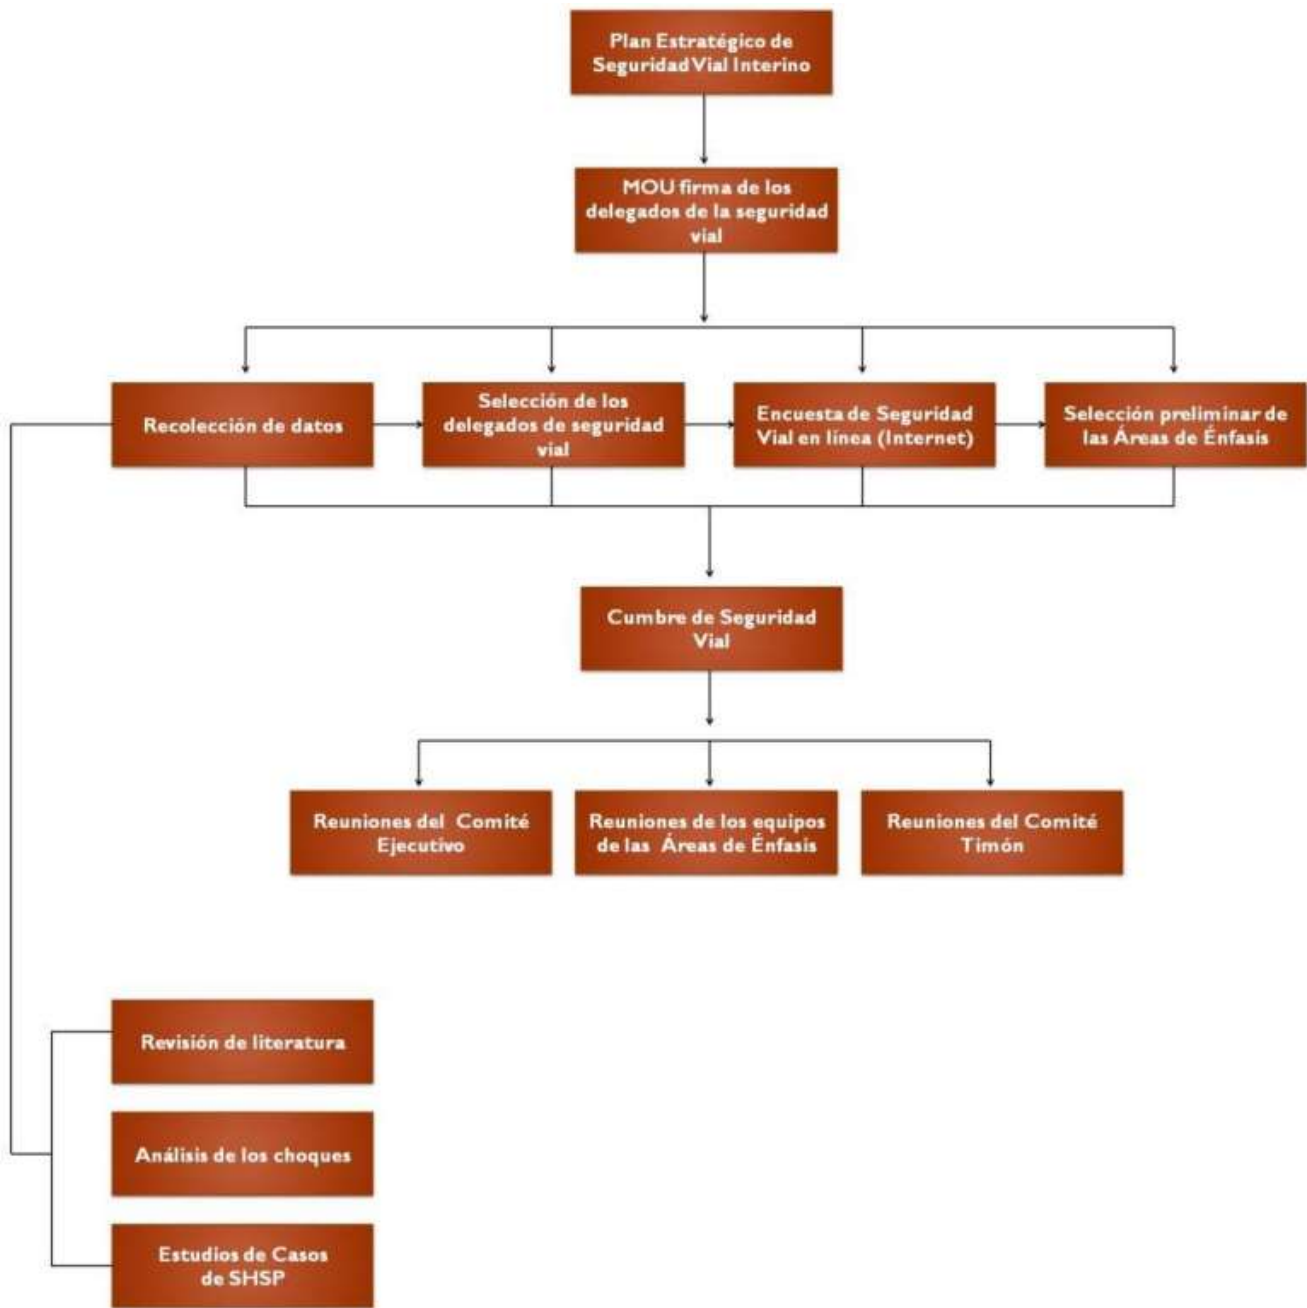 Plan Estratégico de
Seguridad Vial Interino
MOU firma de los
delegados de la seguridad
vial
Recolección de datos
Selección de los
delegados de seguridad
vial
Encuesta de Seguridad
Vial en línea (Internet)
Selección preliminar de
las Áreas de Énfasis
Cumbre de Seguridad
Vial
Reuniones del Comité
Ejecutivo
Reuniones de los equipos
de las Áreas de Énfasis
Reuniones del Comité
Timón
Revisión de literatura
Análisis de los choques
Estudios de Casos
de SHSP